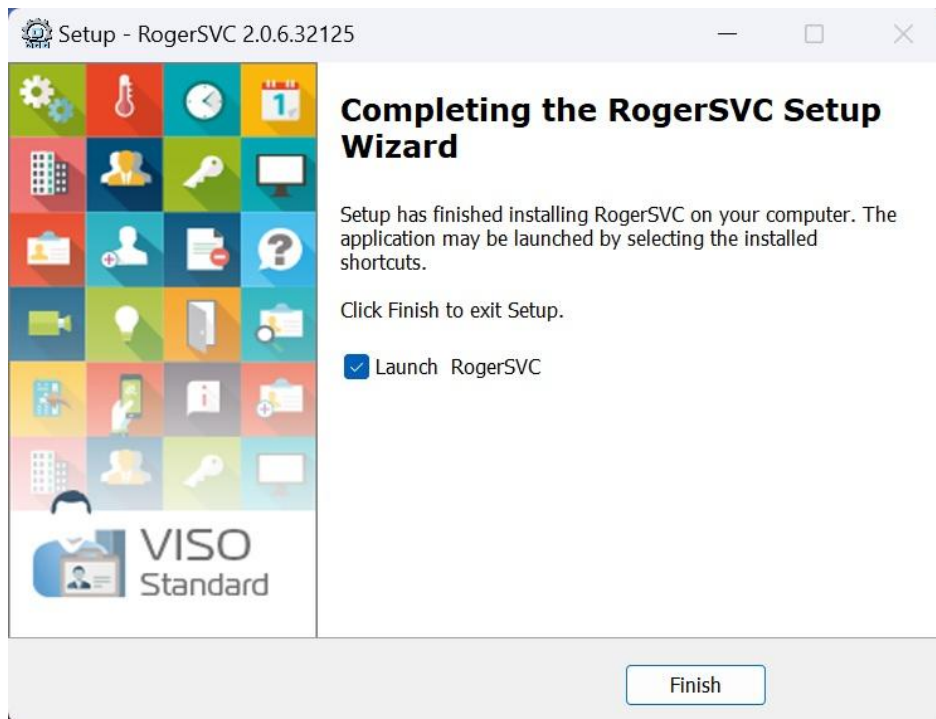 Setup - RogerSVC 2.0.6.32125
Completing the RogerSVC Setup
Wizard
Setup has finished installing RogerSVC on your computer. The
application may be launched by selecting the installed
shortcuts.
Click Finish to exit Setup.
Launch RogerSVC
1
?
i
VISO
Standard
Finish